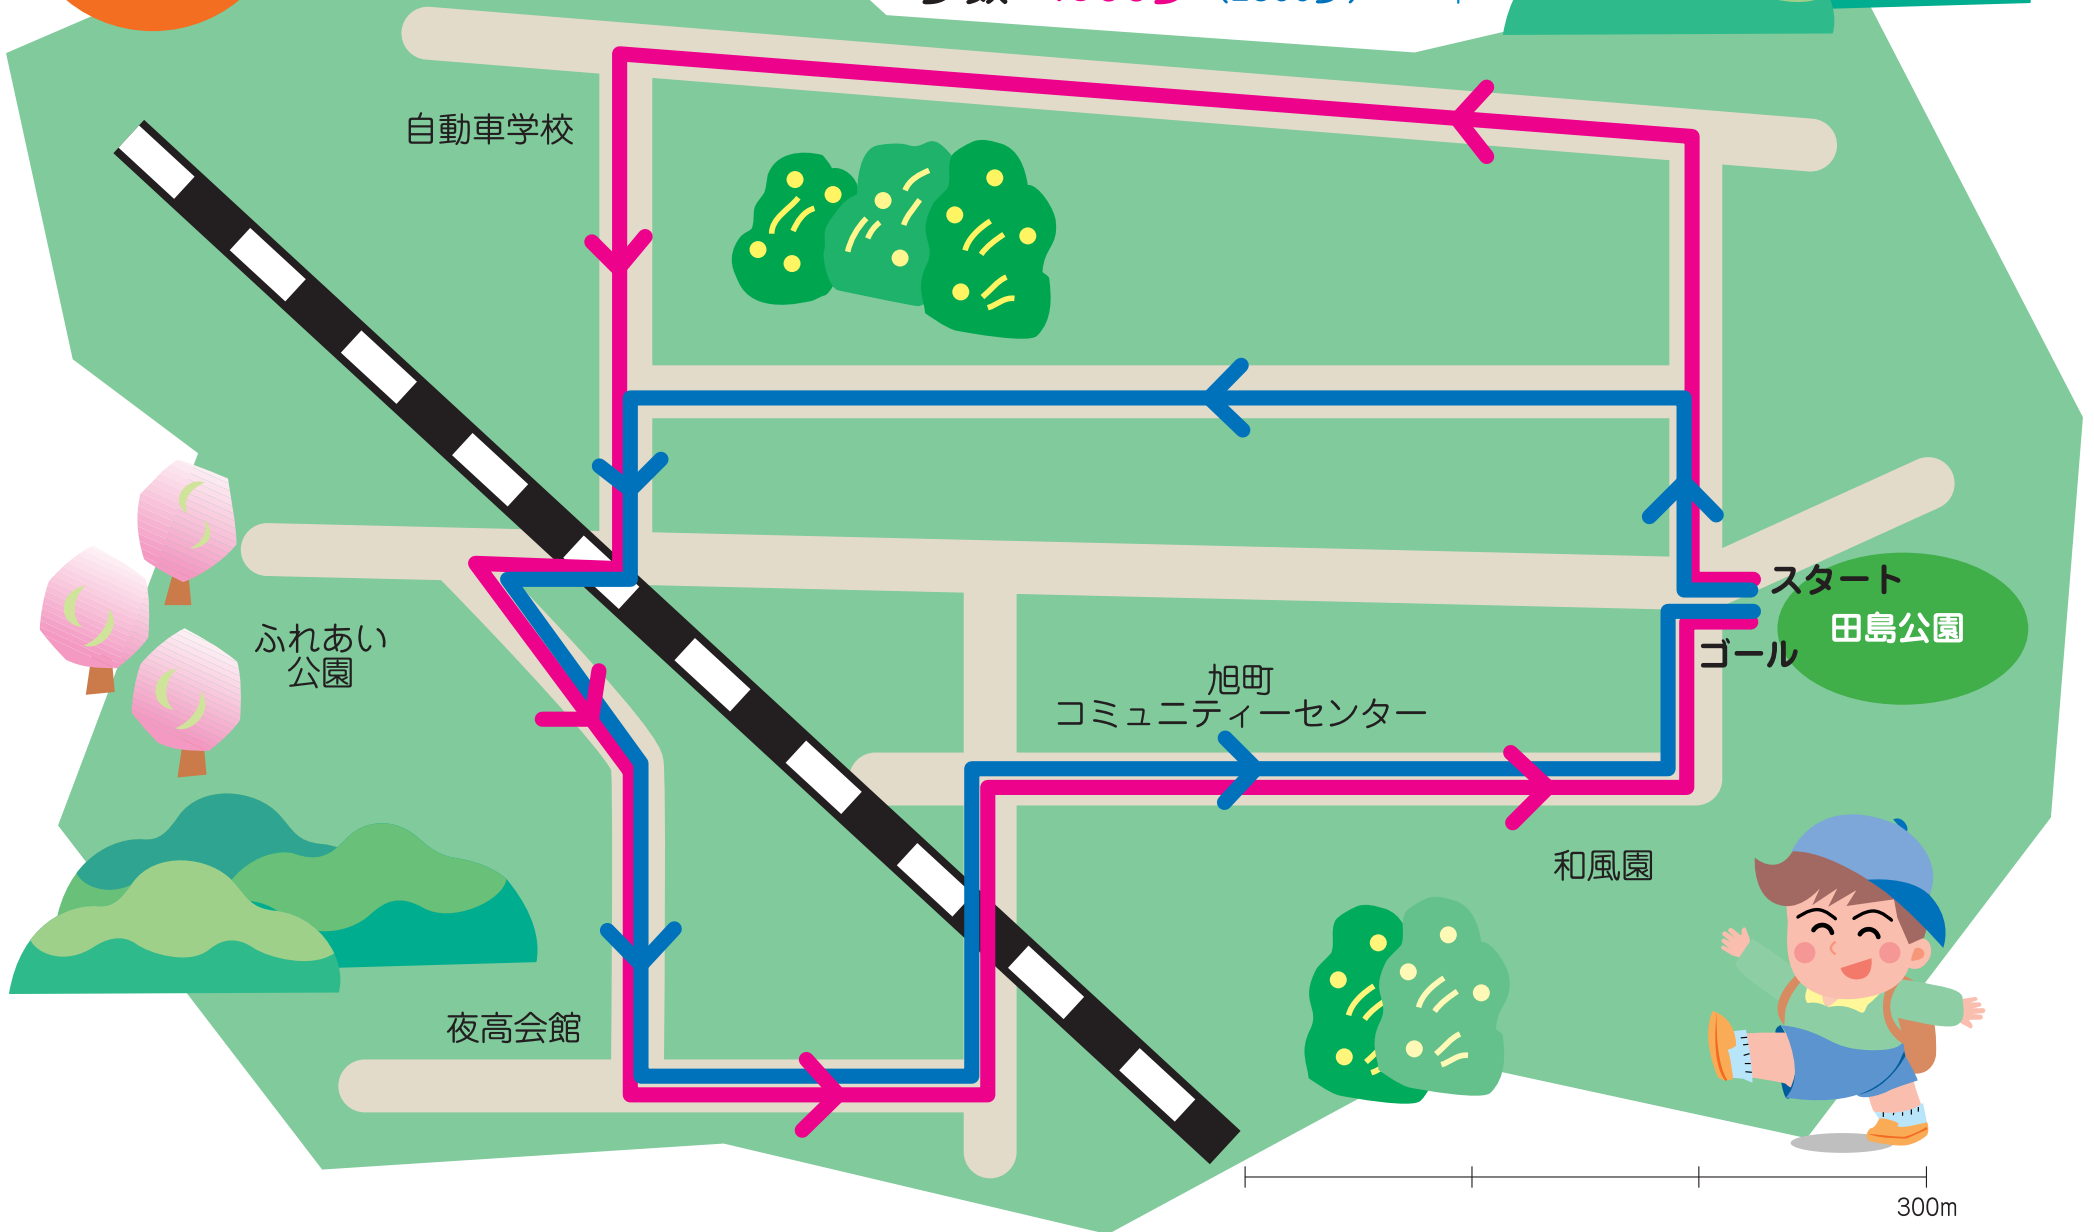 自動車学校
スタート
田島公園
ゴール
ふれあい
公園
旭町
コミュニティーセンター
和風園
夜高会館
300m